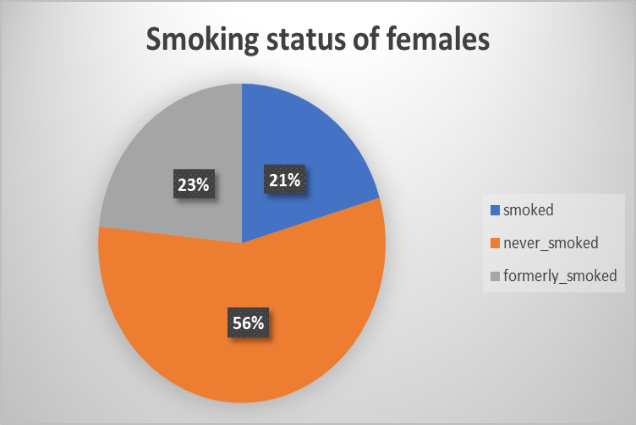 Smoking status of females
23%
21%
56%
smoked
never_smoked
formerly_smoked